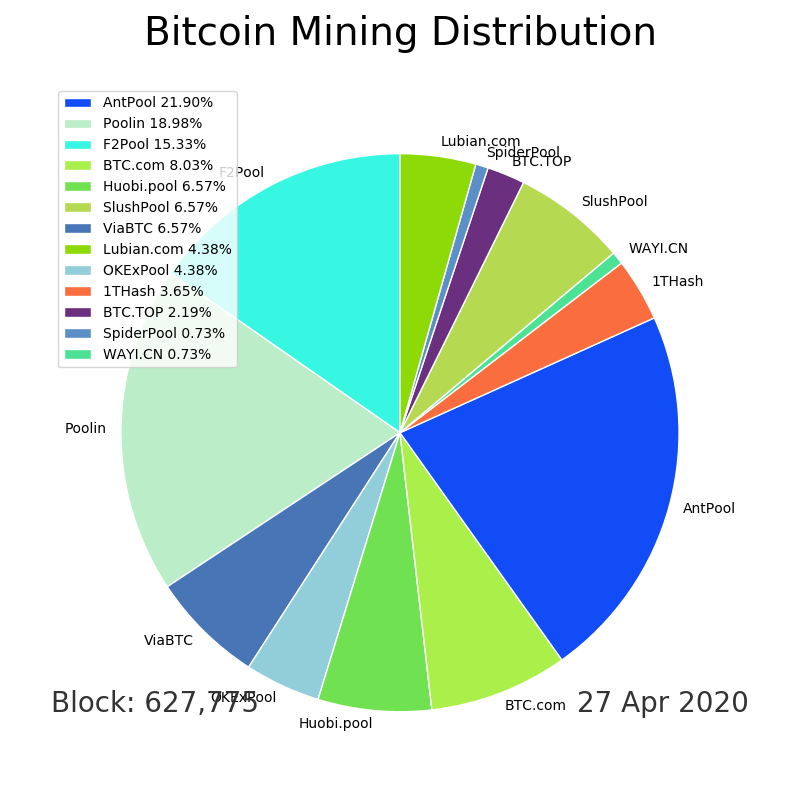 Bitcoin Mining Distribution
AntPool 21.90%
Poolin 18.98%
F2Pool 15.33%
BTC.com 8.03%
Huobi.pool 6.57%
SlushPool 6.57%
ViaBTC 6.57%
Lubian.com 4.38%
OKExPool 4.38%
1THash 3.65%
BTC.TOP 2.19%
SpiderPool 0.73%
WAYI.CN 0.73%
Lubian.com
SpiderPool
BTC.TOP
F2Pool
SlushPool
WAYI.CN
1THash
Poolin
AntPool
ViaBTC
OKExPool
Block: 627,775
27 Apr 2020
BTC.com
Huobi.pool